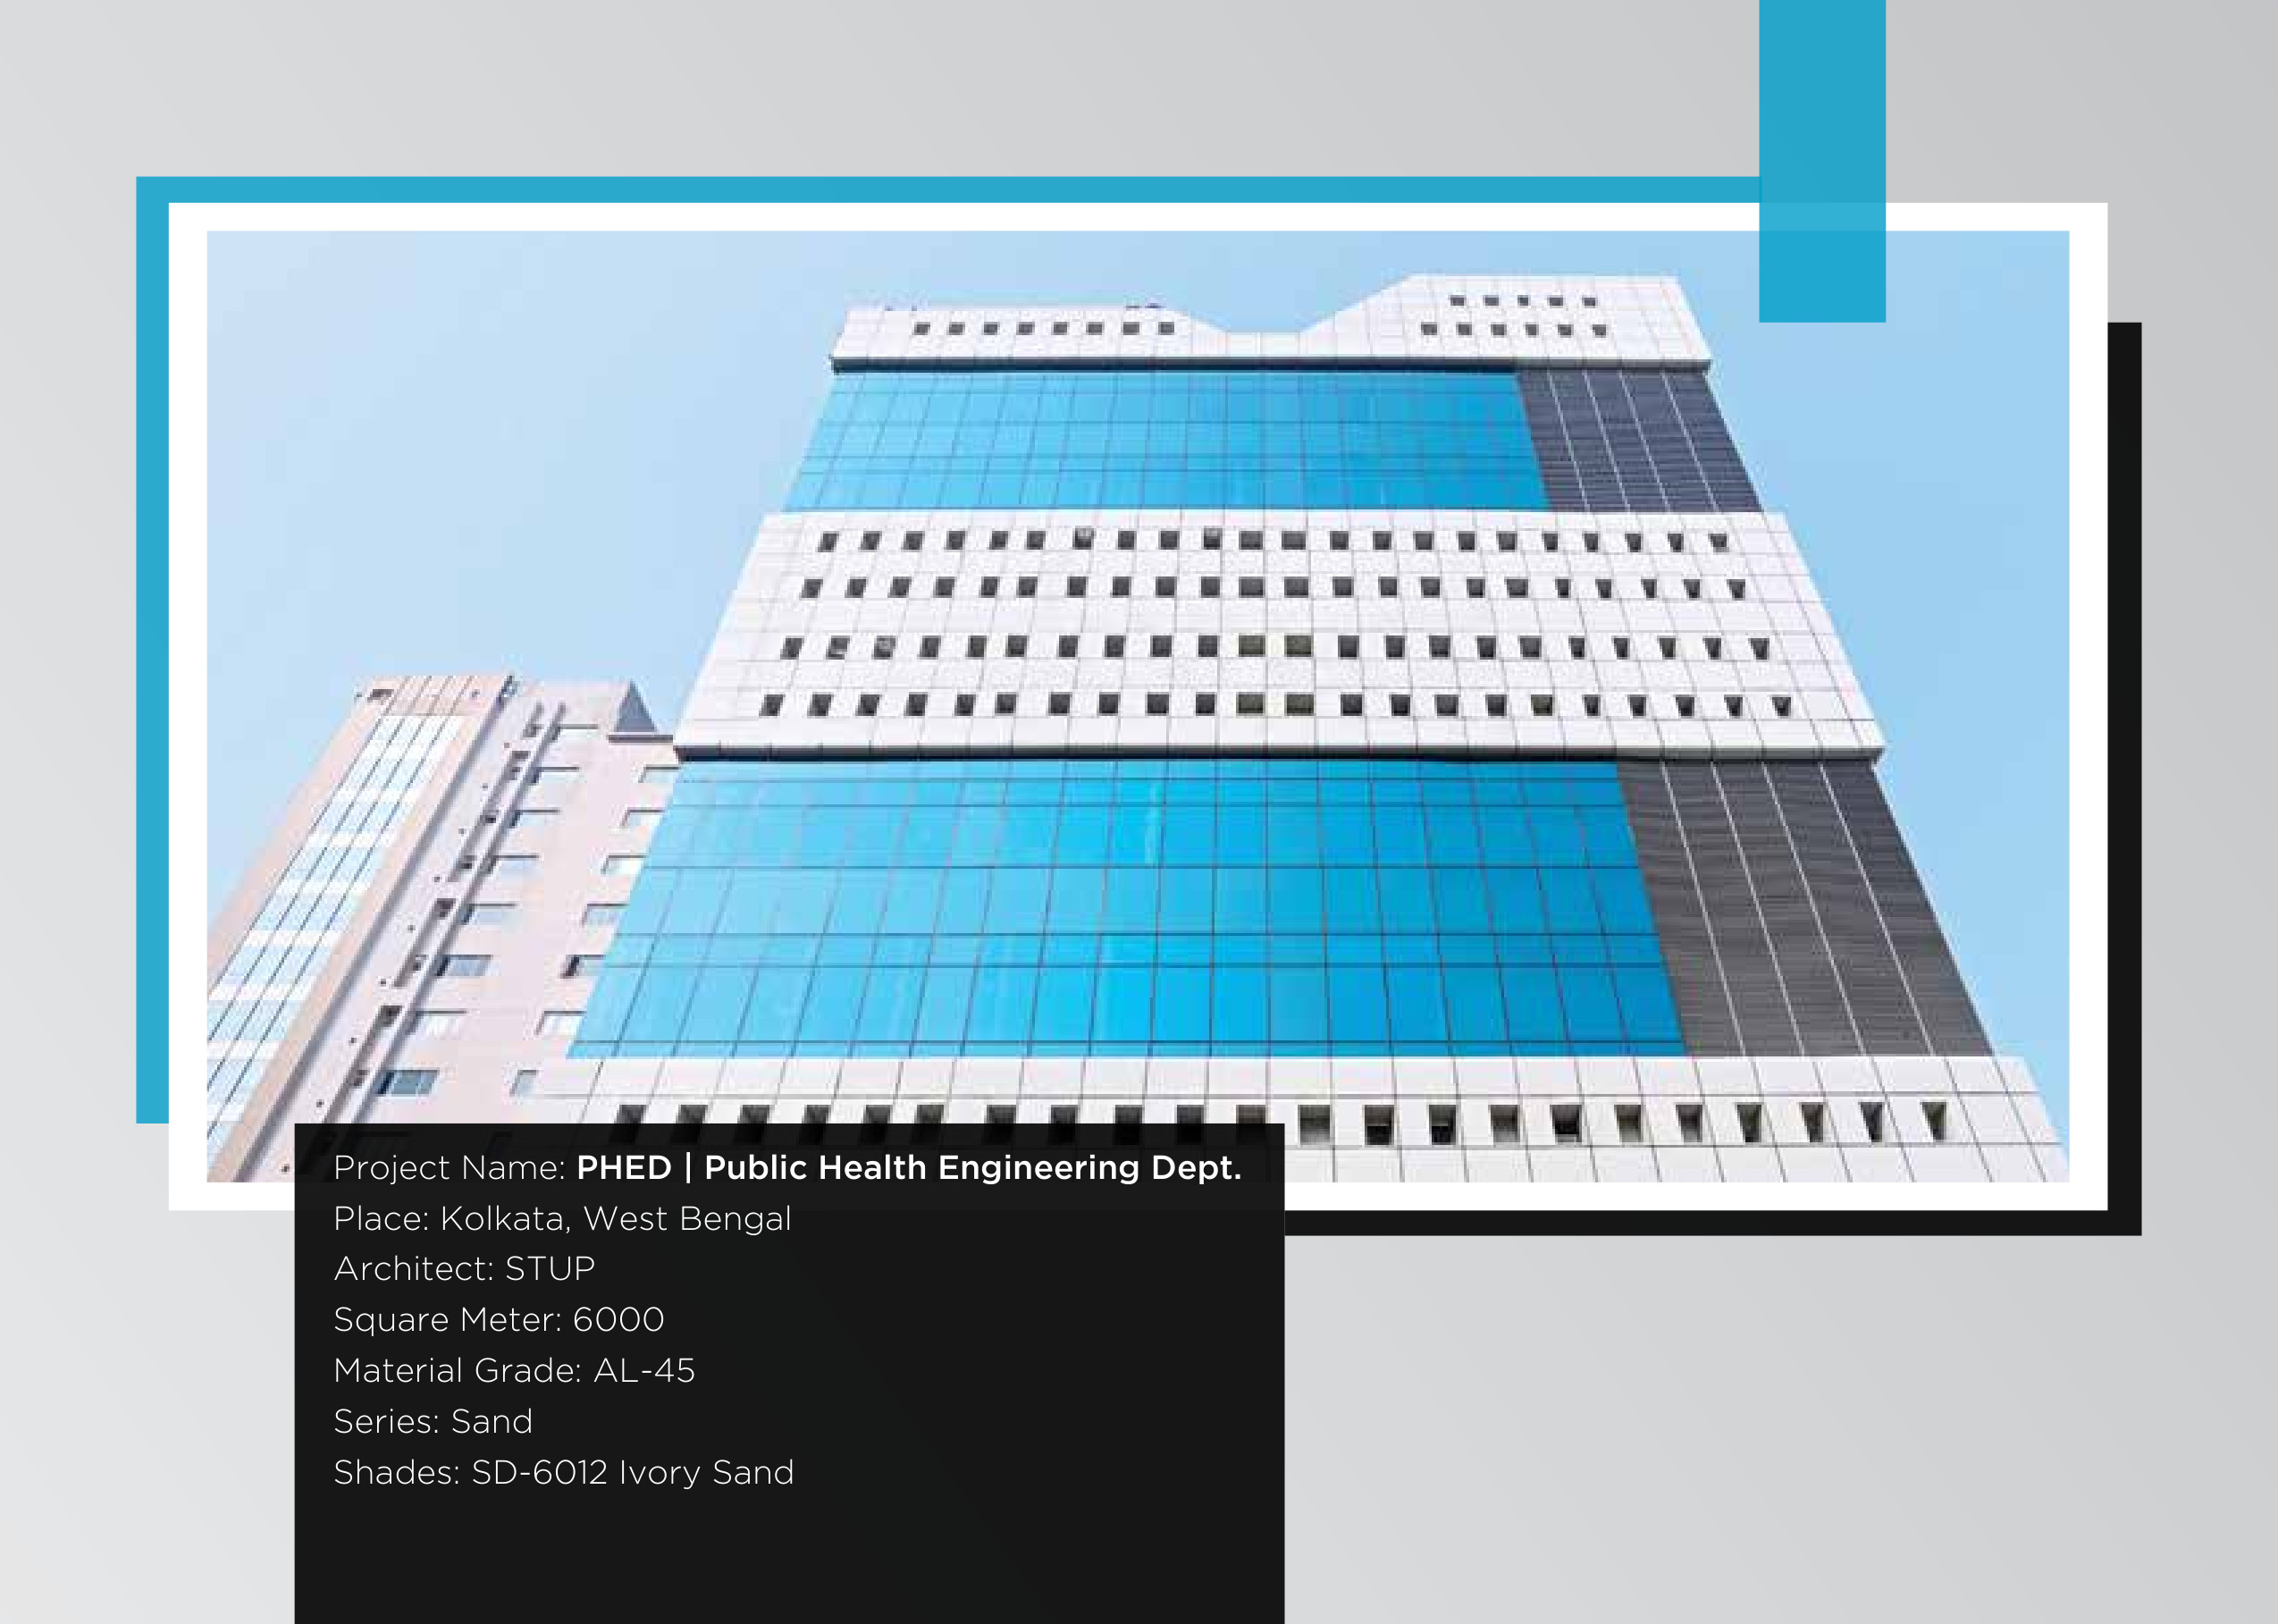 Project Name: PHED | Public Health Engineering Dept.
Place: Kolkata, West Bengal
Architect: STUP
Square Meter: 6000
Material Grade: AL-45
Series: Sand
Shades: SD-6012 Ivory Sand